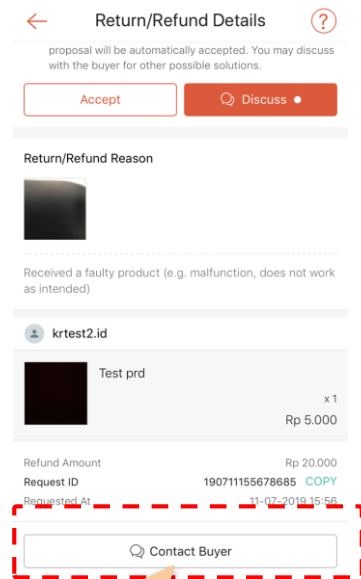 Return/Refund Details
?
proposal will be automatically accepted. You may discuss
with the buyer for other possible solutions.
Accept
Discuss
Return/Refund Reason
Received a faulty product (e.g. malfunction, does not work
as intended)
krtest2.id
Test prd
x 1
Rp 5.000
Refund Amount Rp 20.000
Request ID 190711155678685 COPY
Requested At 11-07-2019 15:56
Contact Buyer